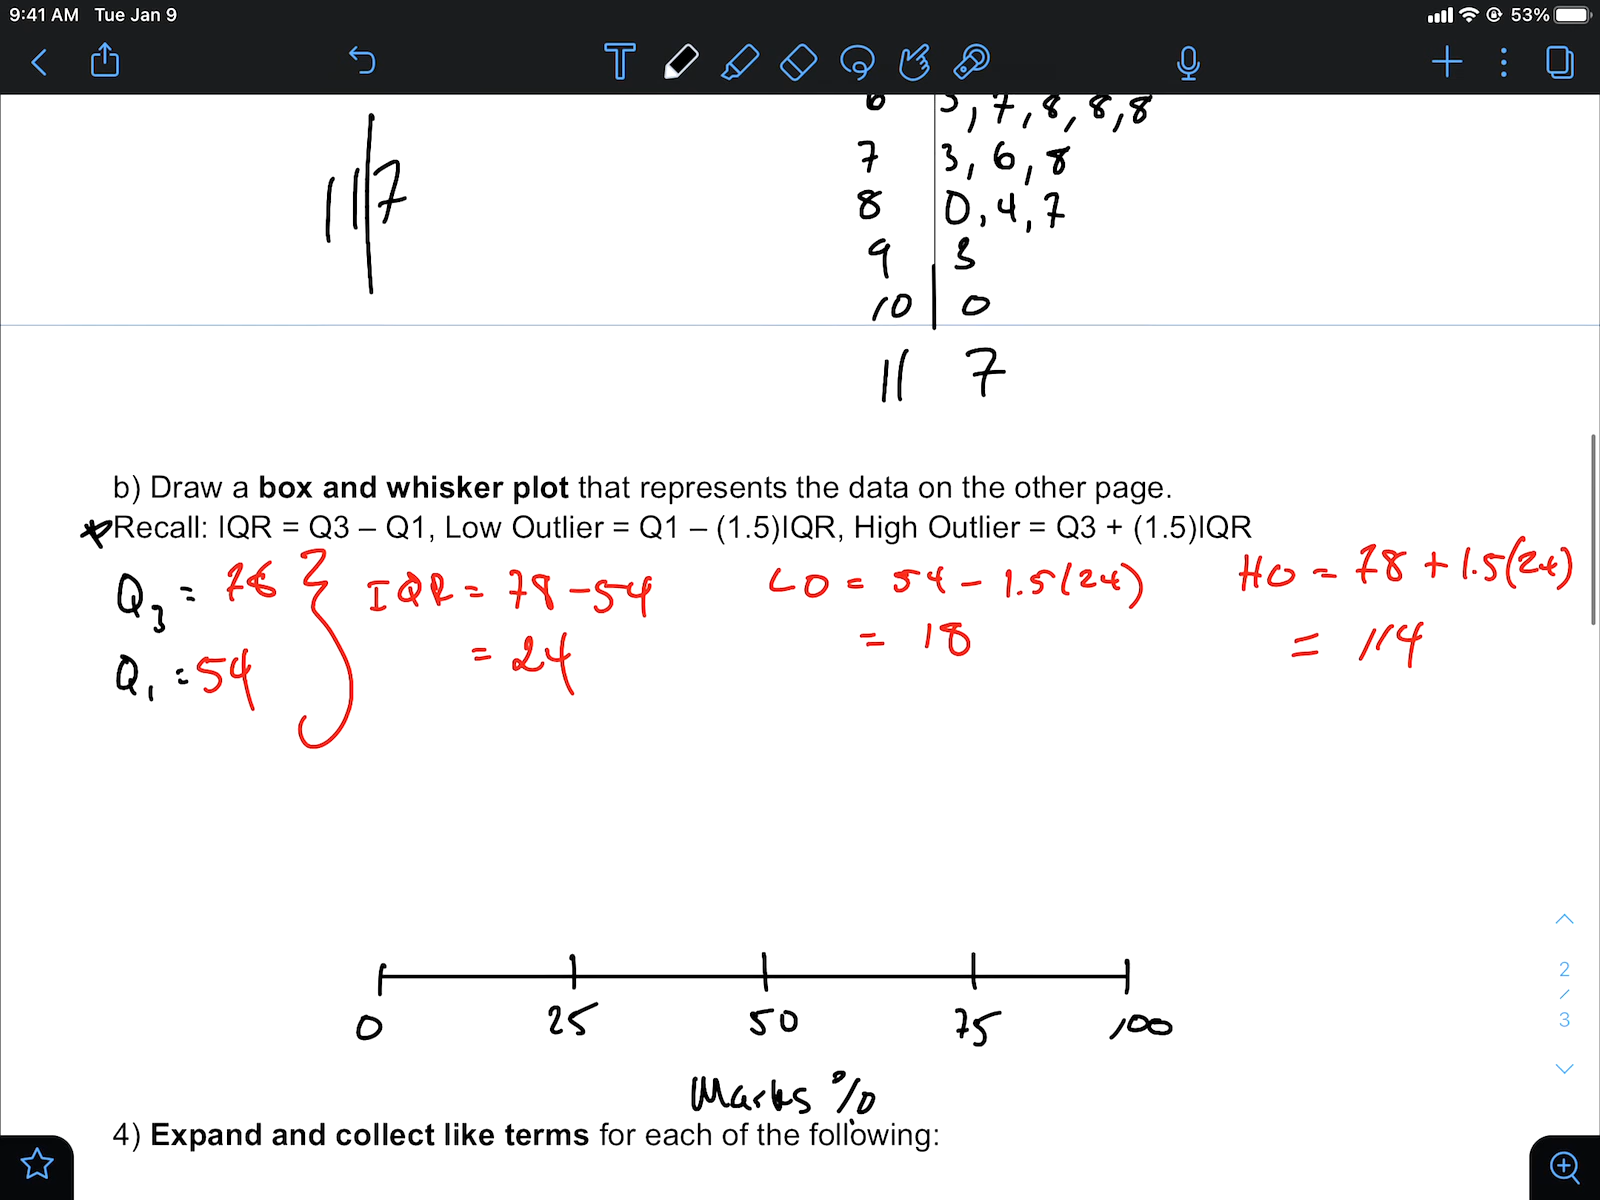 9:41 AM Tue Jan 9
53%
7 3, 6, 8
8 0, 4, 7
9 3
10 0
11 7
11 7
b) Draw a box and whisker plot that represents the data on the other page.
Recall: IQR = Q3 – Q1, Low Outlier = Q1 – (1.5)IQR, High Outlier = Q3 + (1.5)IQR
Q3 = 78
Q1 = 54
IQR = 78 - 54
= 24
LO = 54 - 1.5(24)
= 18
HO = 78 + 1.5(24)
= 114
0 25 50 75 100
Marks %
4) Expand and collect like terms for each of the following:
2 / 3